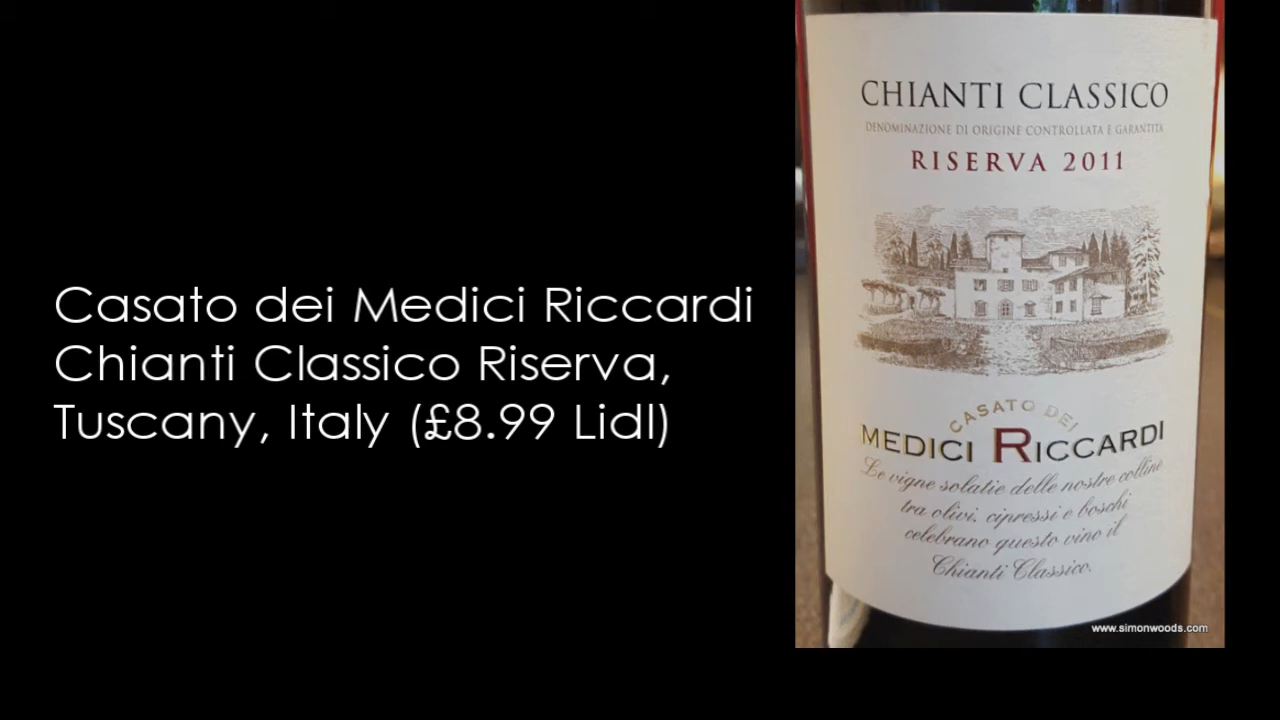 Casato dei Medici Riccardi
Chianti Classico Riserva,
Tuscany, Italy (£8.99 Lidl)
CHIANTI CLASSICO
DENOMINAZIONE DI ORIGINE CONTROLLATA E GARANTITA
RISERVA 2011
CASATO DEI
MEDICI RICCARDI
Le vigne solatie delle nostre colline
tra olivi, cipressi e boschi
celebrano questo vino il
Chianti Classico.
www.simonwoods.com